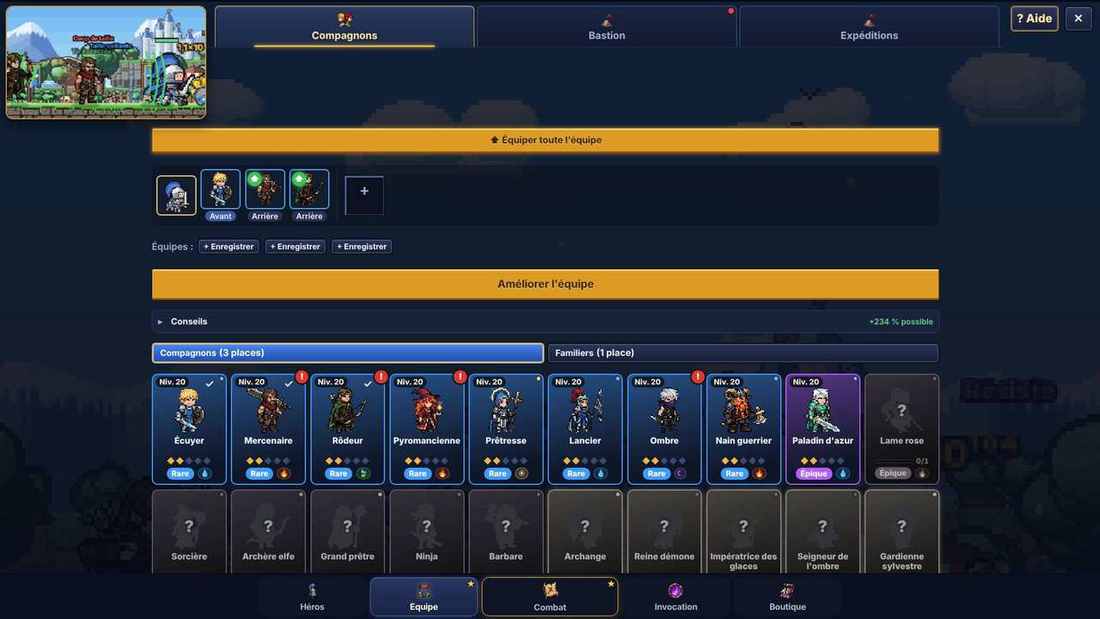 Compagnons
Bastion
Expéditions
? Aide
×
Équiper toute l'équipe
Avant
Arrière
Arrière
+
Équipes :
+ Enregistrer
+ Enregistrer
+ Enregistrer
Améliorer l'équipe
Conseils
+234 % possible
Compagnons (3 places)
Familiers (1 place)
Niv. 20
Niv. 20
Niv. 20
Niv. 20
Niv. 20
Niv. 20
Niv. 20
Niv. 20
Niv. 20
?
Écuyer
Mercenaire
Rôdeur
Pyromancienne
Prêtresse
Lancier
Ombre
Nain guerrier
Paladin d'azur
Lame rose
0/1
Rare
Rare
Rare
Rare
Rare
Rare
Rare
Rare
Épique
Épique
?
?
?
?
?
?
?
?
?
?
Sorcière
Archère elfe
Grand prêtre
Ninja
Barbare
Archange
Reine démone
Impératrice des glaces
Seigneur de l'ombre
Gardienne sylvestre
Héros
Équipe
Combat
Invocation
Boutique